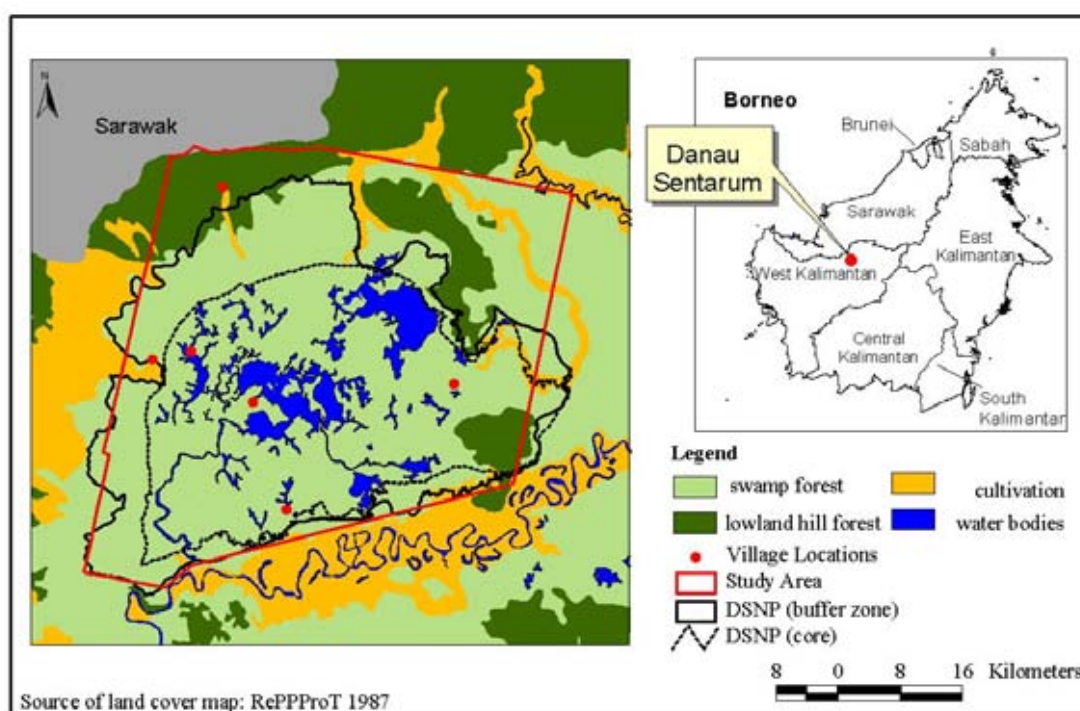 N
Sarawak
Borneo
Brunei
Sabah
Danau
Sentarum
Sarawak
East
Kalimantan
West Kalimantan
Central
Kalimantan
South
Kalimantan
Legend
swamp forest
cultivation
lowland hill forest
water bodies
Village Locations
Study Area
DSNP (buffer zone)
DSNP (core)
8 0 8 16 Kilometers
Source of land cover map: RePPProT 1987